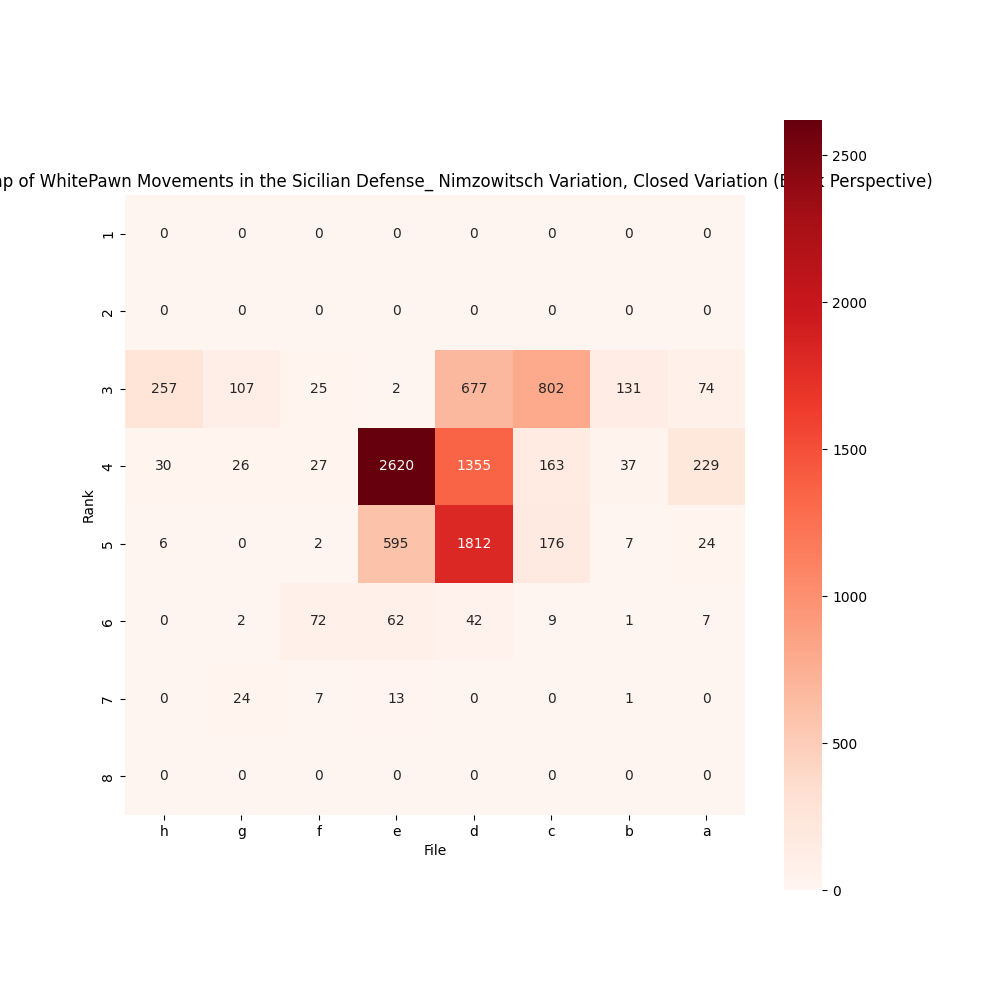 of WhitePawn Movements in the Sicilian Defense_ Nimzowitsch Variation, Closed Variation Perspective)
2500
2000
1500
1000
500
0
1 0 0 0 0 0 0 0 0
2 0 0 0 0 0 0 0 0
3 257 107 25 2 677 802 131 74
4 30 26 27 2620 1355 163 37 229
Rank
5 6 0 2 595 1812 176 7 24
6 0 2 72 62 42 9 1 7
7 0 24 7 13 0 0 1 0
8 0 0 0 0 0 0 0 0
h g f e d c b a
File